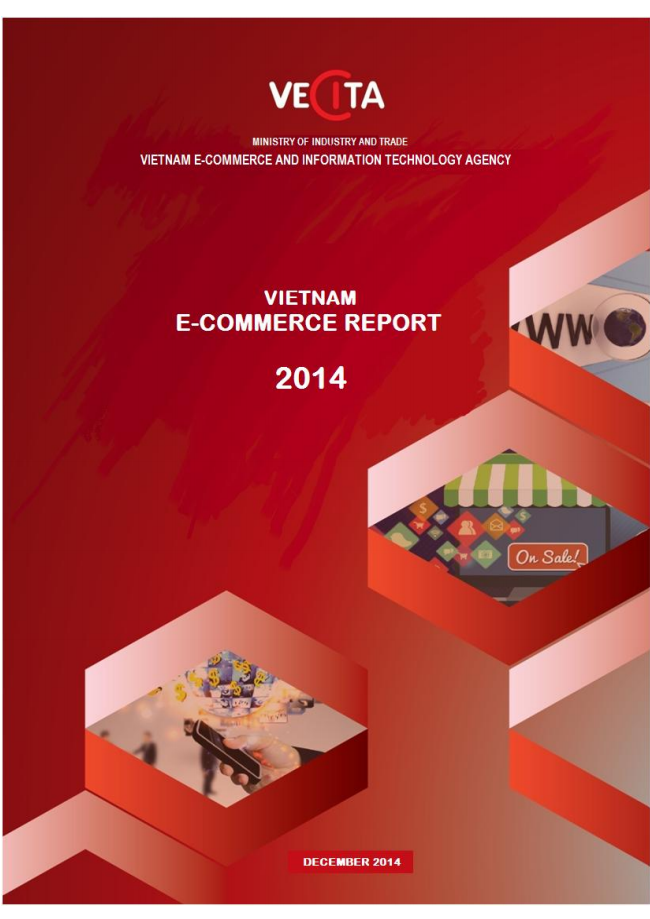 VECITA
MINISTRY OF INDUSTRY AND TRADE
VIETNAM E-COMMERCE AND INFORMATION TECHNOLOGY AGENCY
VIETNAM
E-COMMERCE REPORT
2014
WW
On Sale!
DECEMBER 2014